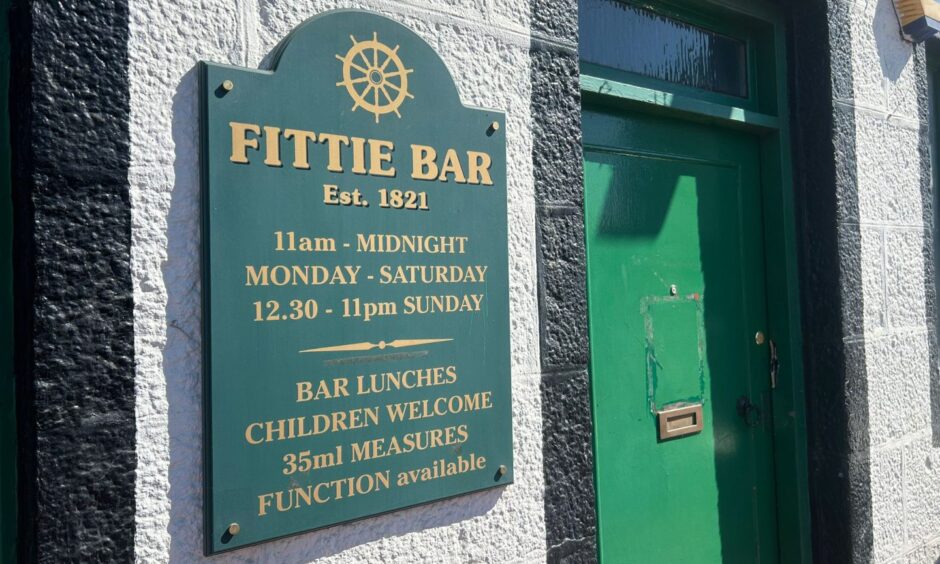 FITTIE BAR
Est. 1821
11am - MIDNIGHT
MONDAY - SATURDAY
12.30 - 11pm SUNDAY
BAR LUNCHES
CHILDREN WELCOME
35ml MEASURES
FUNCTION available